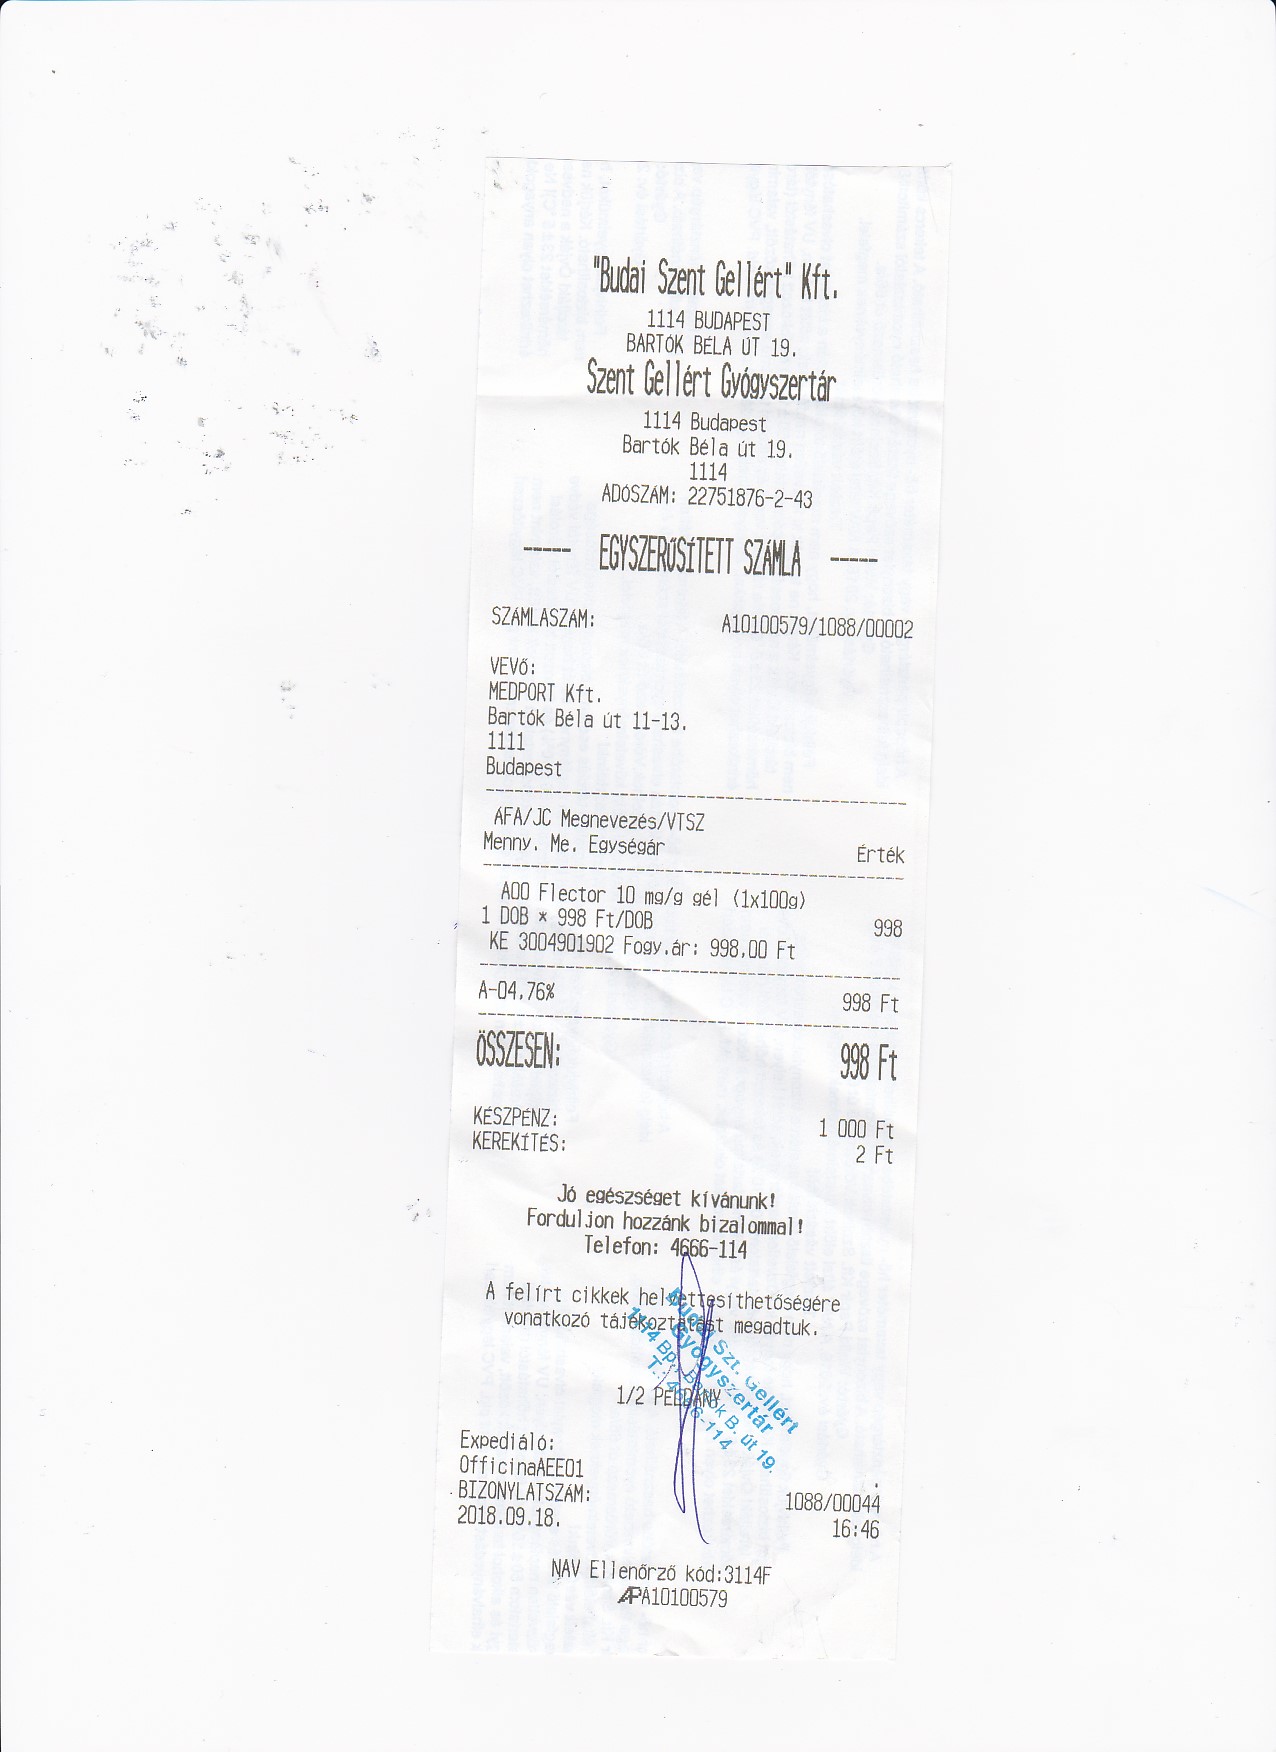 "Budai Szent Gellért" Kft.
1114 BUDAPEST
BARTÓK BÉLA ÚT 19.
Szent Gellért Gyógyszertár
1114 Budapest
Bartók Béla út 19.
1114
ADÓSZÁM: 22751876-2-43
----- EGYSZERŰSÍTETT SZÁMLA -----
SZÁMLASZÁM: A10100579/1088/00002
VEVŐ:
MEDPORT Kft.
Bartók Béla út 11-13.
1111
Budapest
ÁFA/JC Megnevezés/VTSZ
Menny. Me. Egységár Érték
A00 Flector 10 mg/g gél (1x100g)
1 DOB * 998 Ft/DOB 998
KE 3004901902 Fogy.ár: 998,00 Ft
A-04,76% 998 Ft
ÖSSZESEN: 998 Ft
KÉSZPÉNZ: 1 000 Ft
KEREKÍTÉS: 2 Ft
Jó egészséget kívánunk!
Forduljon hozzánk bizalommal!
Telefon: 4666-114
A felírt cikkek helyettesíthetőségére
vonatkozó tájékoztatást megadtuk.
Budai Szt. Gellért
Gyógyszertár
1114 Bp., Bartók B. út 19.
T.: 4666-114
1/2 PÉLDÁNY
Expediáló:
OfficinaAEE01
BIZONYLATSZÁM: 1088/00044
2018.09.18. 16:46
NAV Ellenőrző kód:3114F
APA10100579